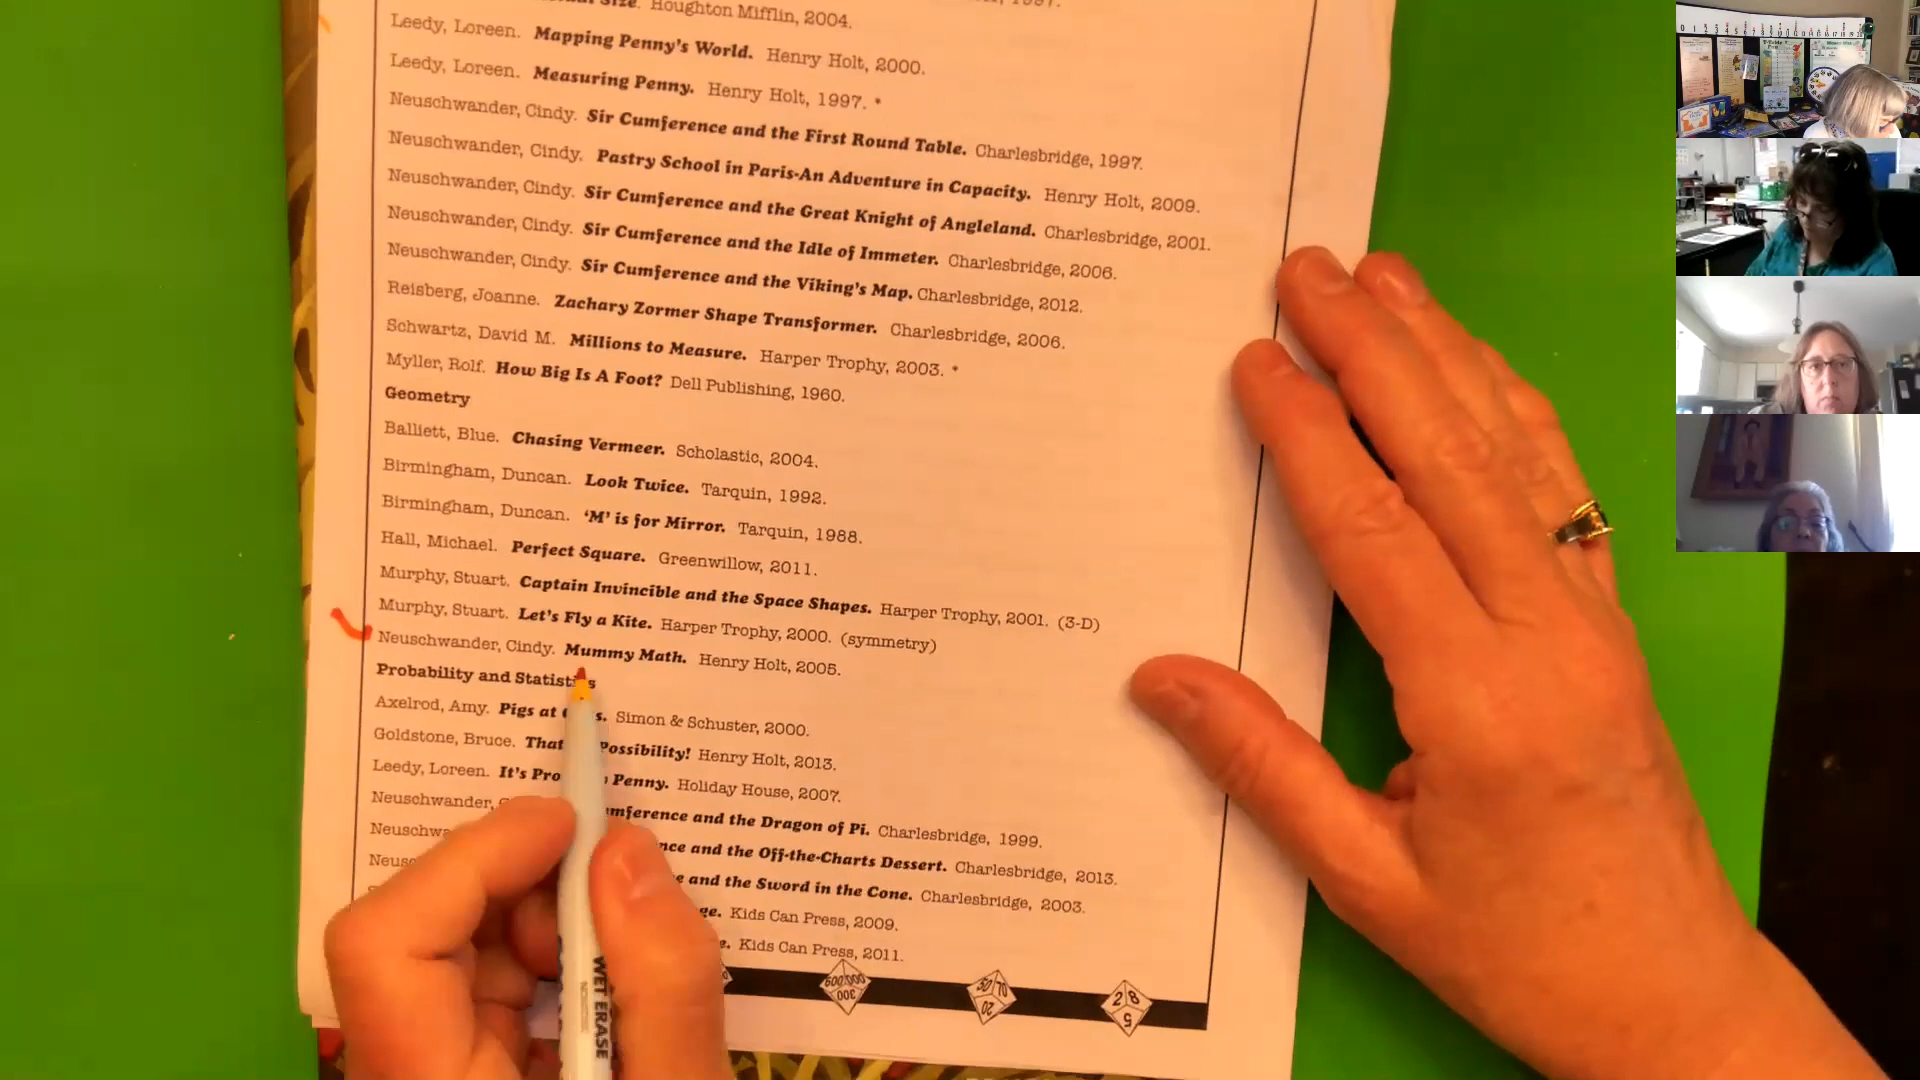 Size. Houghton Mifflin, 2004.
Leedy, Loreen. Mapping Penny's World. Henry Holt, 2000.
Leedy, Loreen. Measuring Penny. Henry Holt, 1997. *
Neuschwander, Cindy. Sir Cumference and the First Round Table. Charlesbridge, 1997.
Neuschwander, Cindy. Pastry School in Paris-An Adventure in Capacity. Henry Holt, 2009.
Neuschwander, Cindy. Sir Cumference and the Great Knight of Angleland. Charlesbridge, 2001.
Neuschwander, Cindy. Sir Cumference and the Idle of Immeter. Charlesbridge, 2006.
Neuschwander, Cindy. Sir Cumference and the Viking's Map. Charlesbridge, 2012.
Reisberg, Joanne. Zachary Zormer Shape Transformer. Charlesbridge, 2006.
Schwartz, David M. Millions to Measure. Harper Trophy, 2003. *
Myller, Rolf. How Big Is A Foot? Dell Publishing, 1960.
Geometry
Balliett, Blue. Chasing Vermeer. Scholastic, 2004.
Birmingham, Duncan. Look Twice. Tarquin, 1992.
Birmingham, Duncan. 'M' is for Mirror. Tarquin, 1988.
Hall, Michael. Perfect Square. Greenwillow, 2011.
Murphy, Stuart. Captain Invincible and the Space Shapes. Harper Trophy, 2001. (3-D)
Murphy, Stuart. Let's Fly a Kite. Harper Trophy, 2000. (symmetry)
Neuschwander, Cindy. Mummy Math. Henry Holt, 2005.
Probability and Statistics
Axelrod, Amy. Pigs at Simon & Schuster, 2000.
Goldstone, Bruce. That Possibility! Henry Holt, 2013.
Leedy, Loreen. It's Penny. Holiday House, 2007.
Neuschwander, and the Dragon of Pi. Charlesbridge, 1999.
and the Off-the-Charts Dessert. Charlesbridge, 2013.
and the Sword in the Cone. Charlesbridge, 2003.
Kids Can Press, 2009.
Kids Can Press, 2011.
600,000 300
50 70 20
2 8 5
WET ERASE